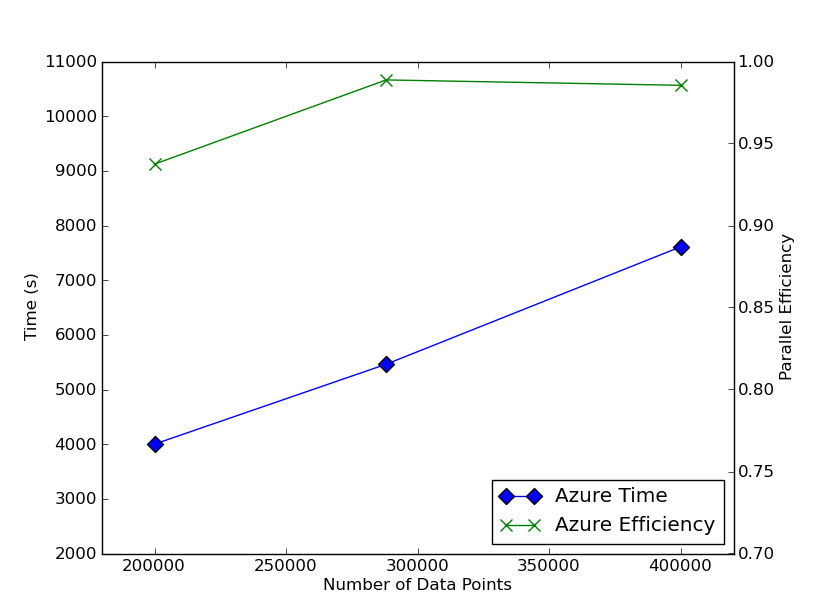 11000
10000
9000
8000
7000
6000
5000
4000
3000
2000
Time (s)
1.00
0.95
0.90
0.85
0.80
0.75
0.70
Parallel Efficiency
Azure Time
Azure Efficiency
200000 250000 300000 350000 400000
Number of Data Points